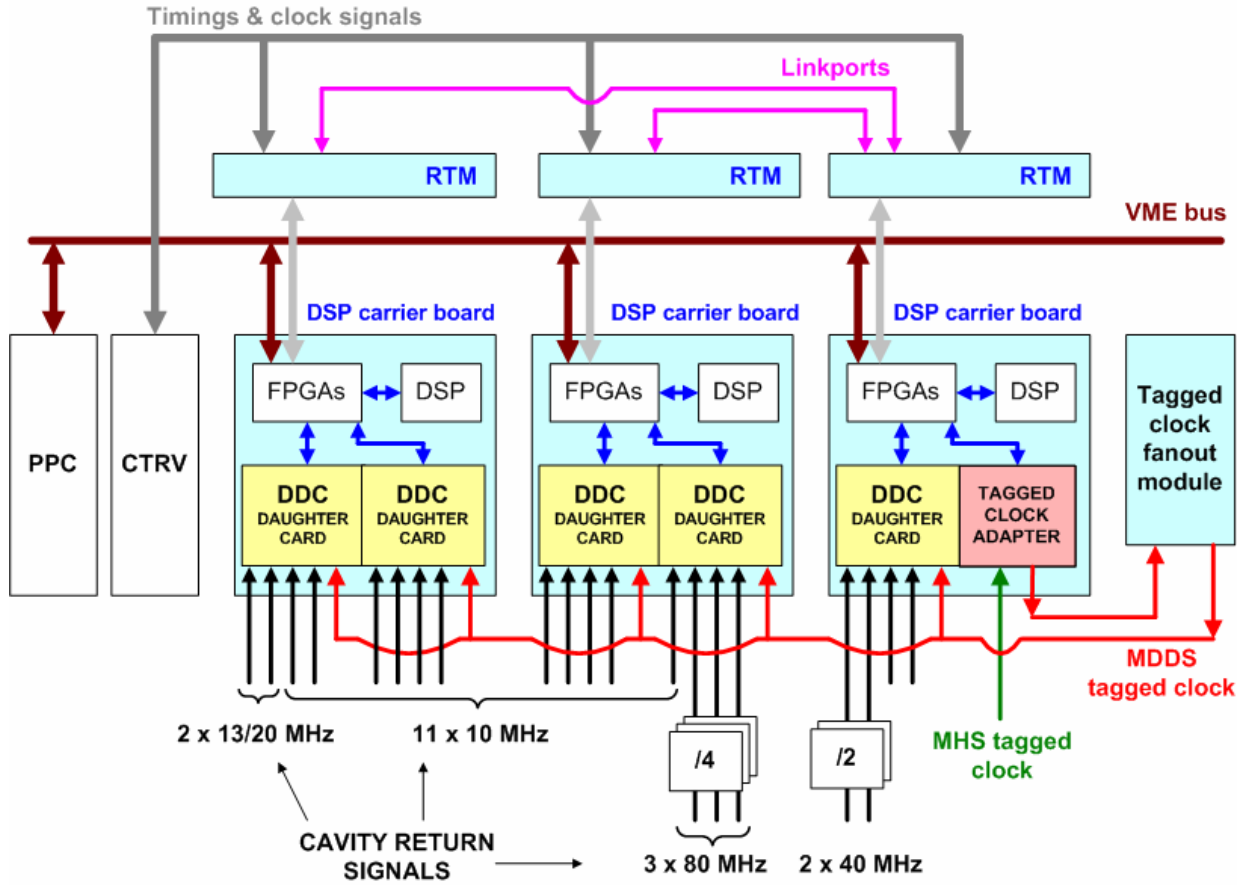 Timings & clock signals
Linkports
RTM
RTM
RTM
VME bus
DSP carrier board
DSP carrier board
DSP carrier board
PPC
CTRV
FPGAs
DSP
FPGAs
DSP
FPGAs
DSP
Tagged
clock
fanout
module
DDC
DAUGHTER
CARD
DDC
DAUGHTER
CARD
DDC
DAUGHTER
CARD
DDC
DAUGHTER
CARD
DDC
DAUGHTER
CARD
TAGGED
CLOCK
ADAPTER
MDDS
tagged clock
2 x 13/20 MHz
11 x 10 MHz
/4
/2
MHS tagged
clock
CAVITY RETURN
SIGNALS
3 x 80 MHz
2 x 40 MHz